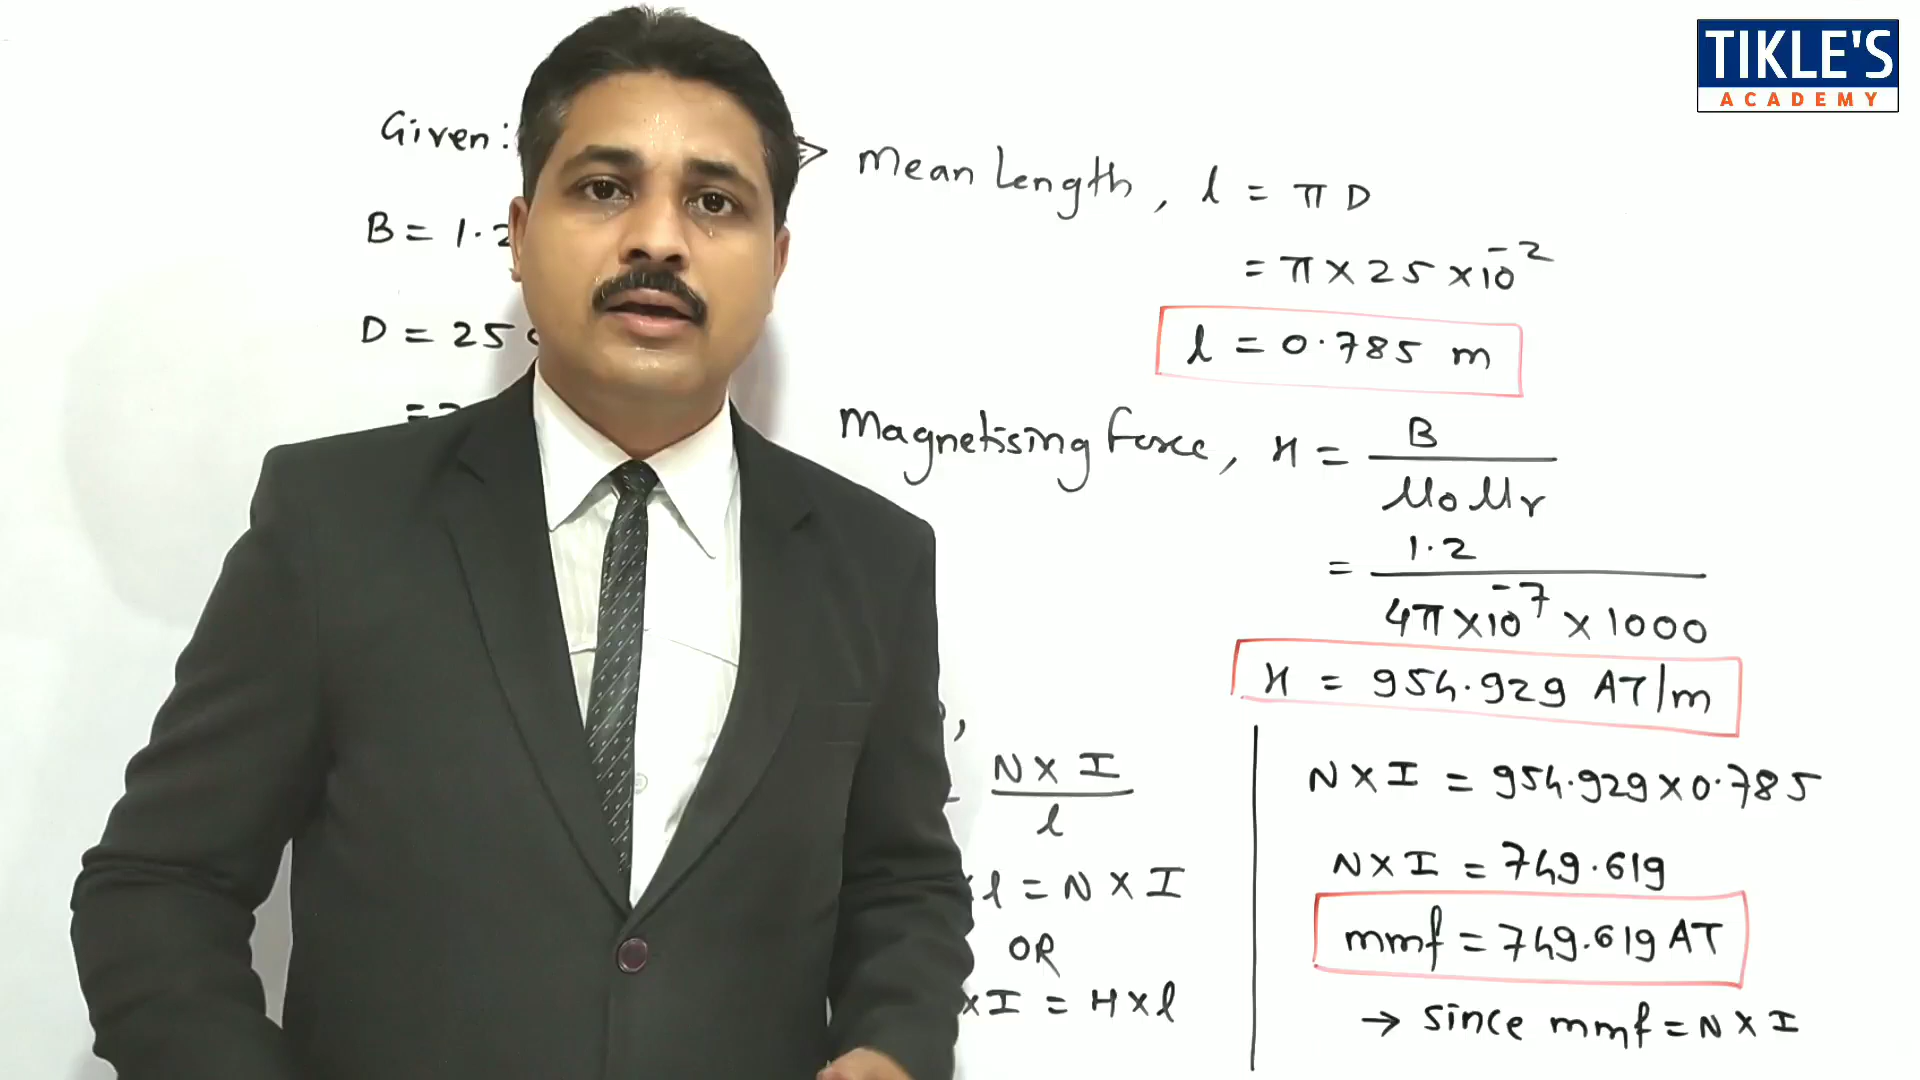 TIKLE'S
ACADEMY
Given:
B = 1.2
D = 25
=
Mean Length, l = πD
= π × 25 × 10⁻²
l = 0.785 m
Magnetising Force, H = B / μ₀ μᵣ
= 1.2 / 4π × 10⁻⁷ × 1000
H = 954.929 AT/m
N × I / l
l = N × I
OR
× I = H × l
N × I = 954.929 × 0.785
N × I = 749.619
mmf = 749.619 AT
→ since mmf = N × I